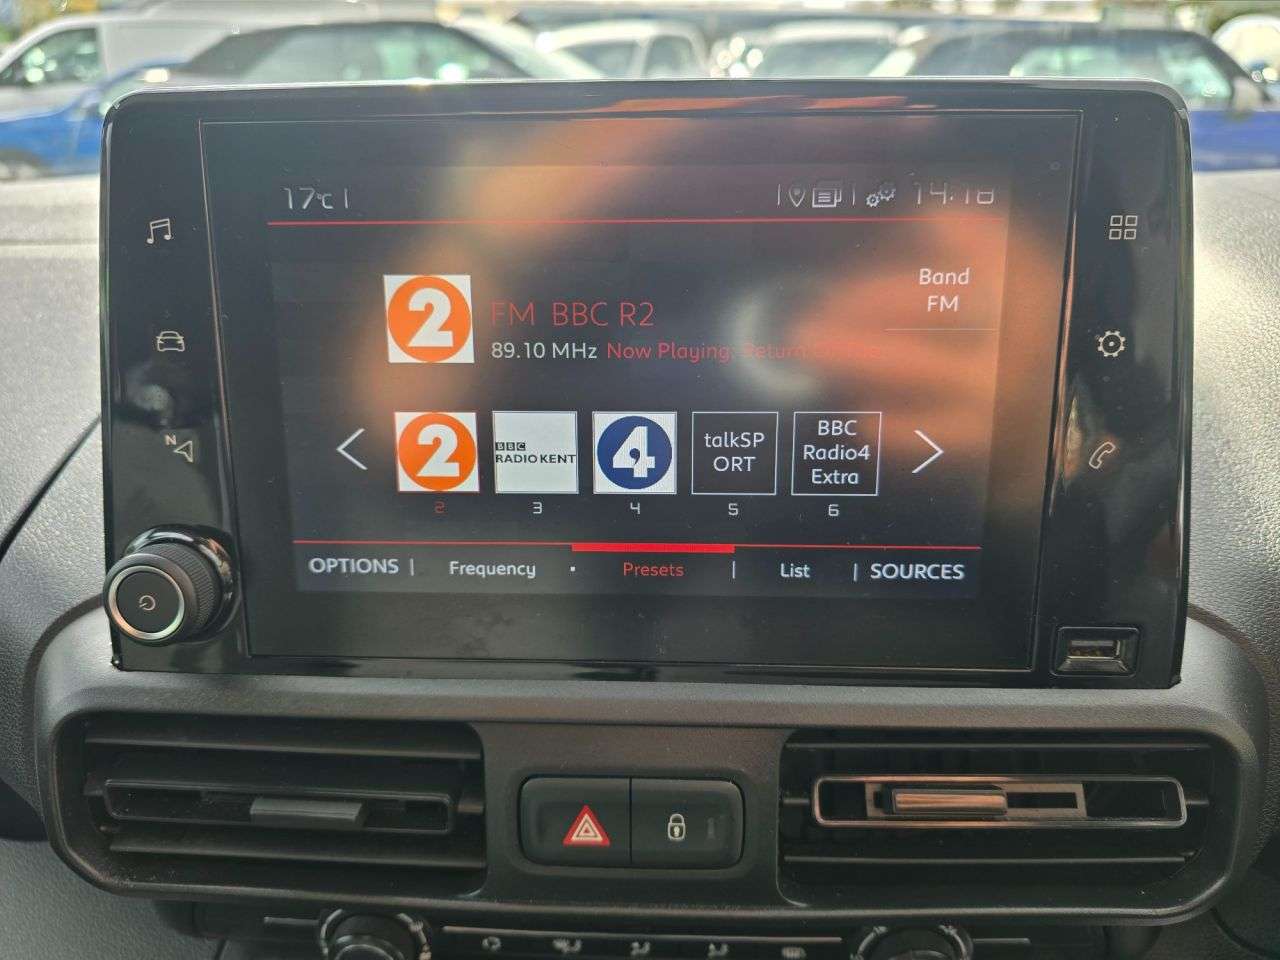 17°C
14:18
Band
FM
2
FM BBC R2
89.10 MHz Now Playing: Return
2
BBC
RADIO KENT
4
talkSP
ORT
BBC
Radio4
Extra
2
3
4
5
6
OPTIONS
Frequency
Presets
List
SOURCES
N